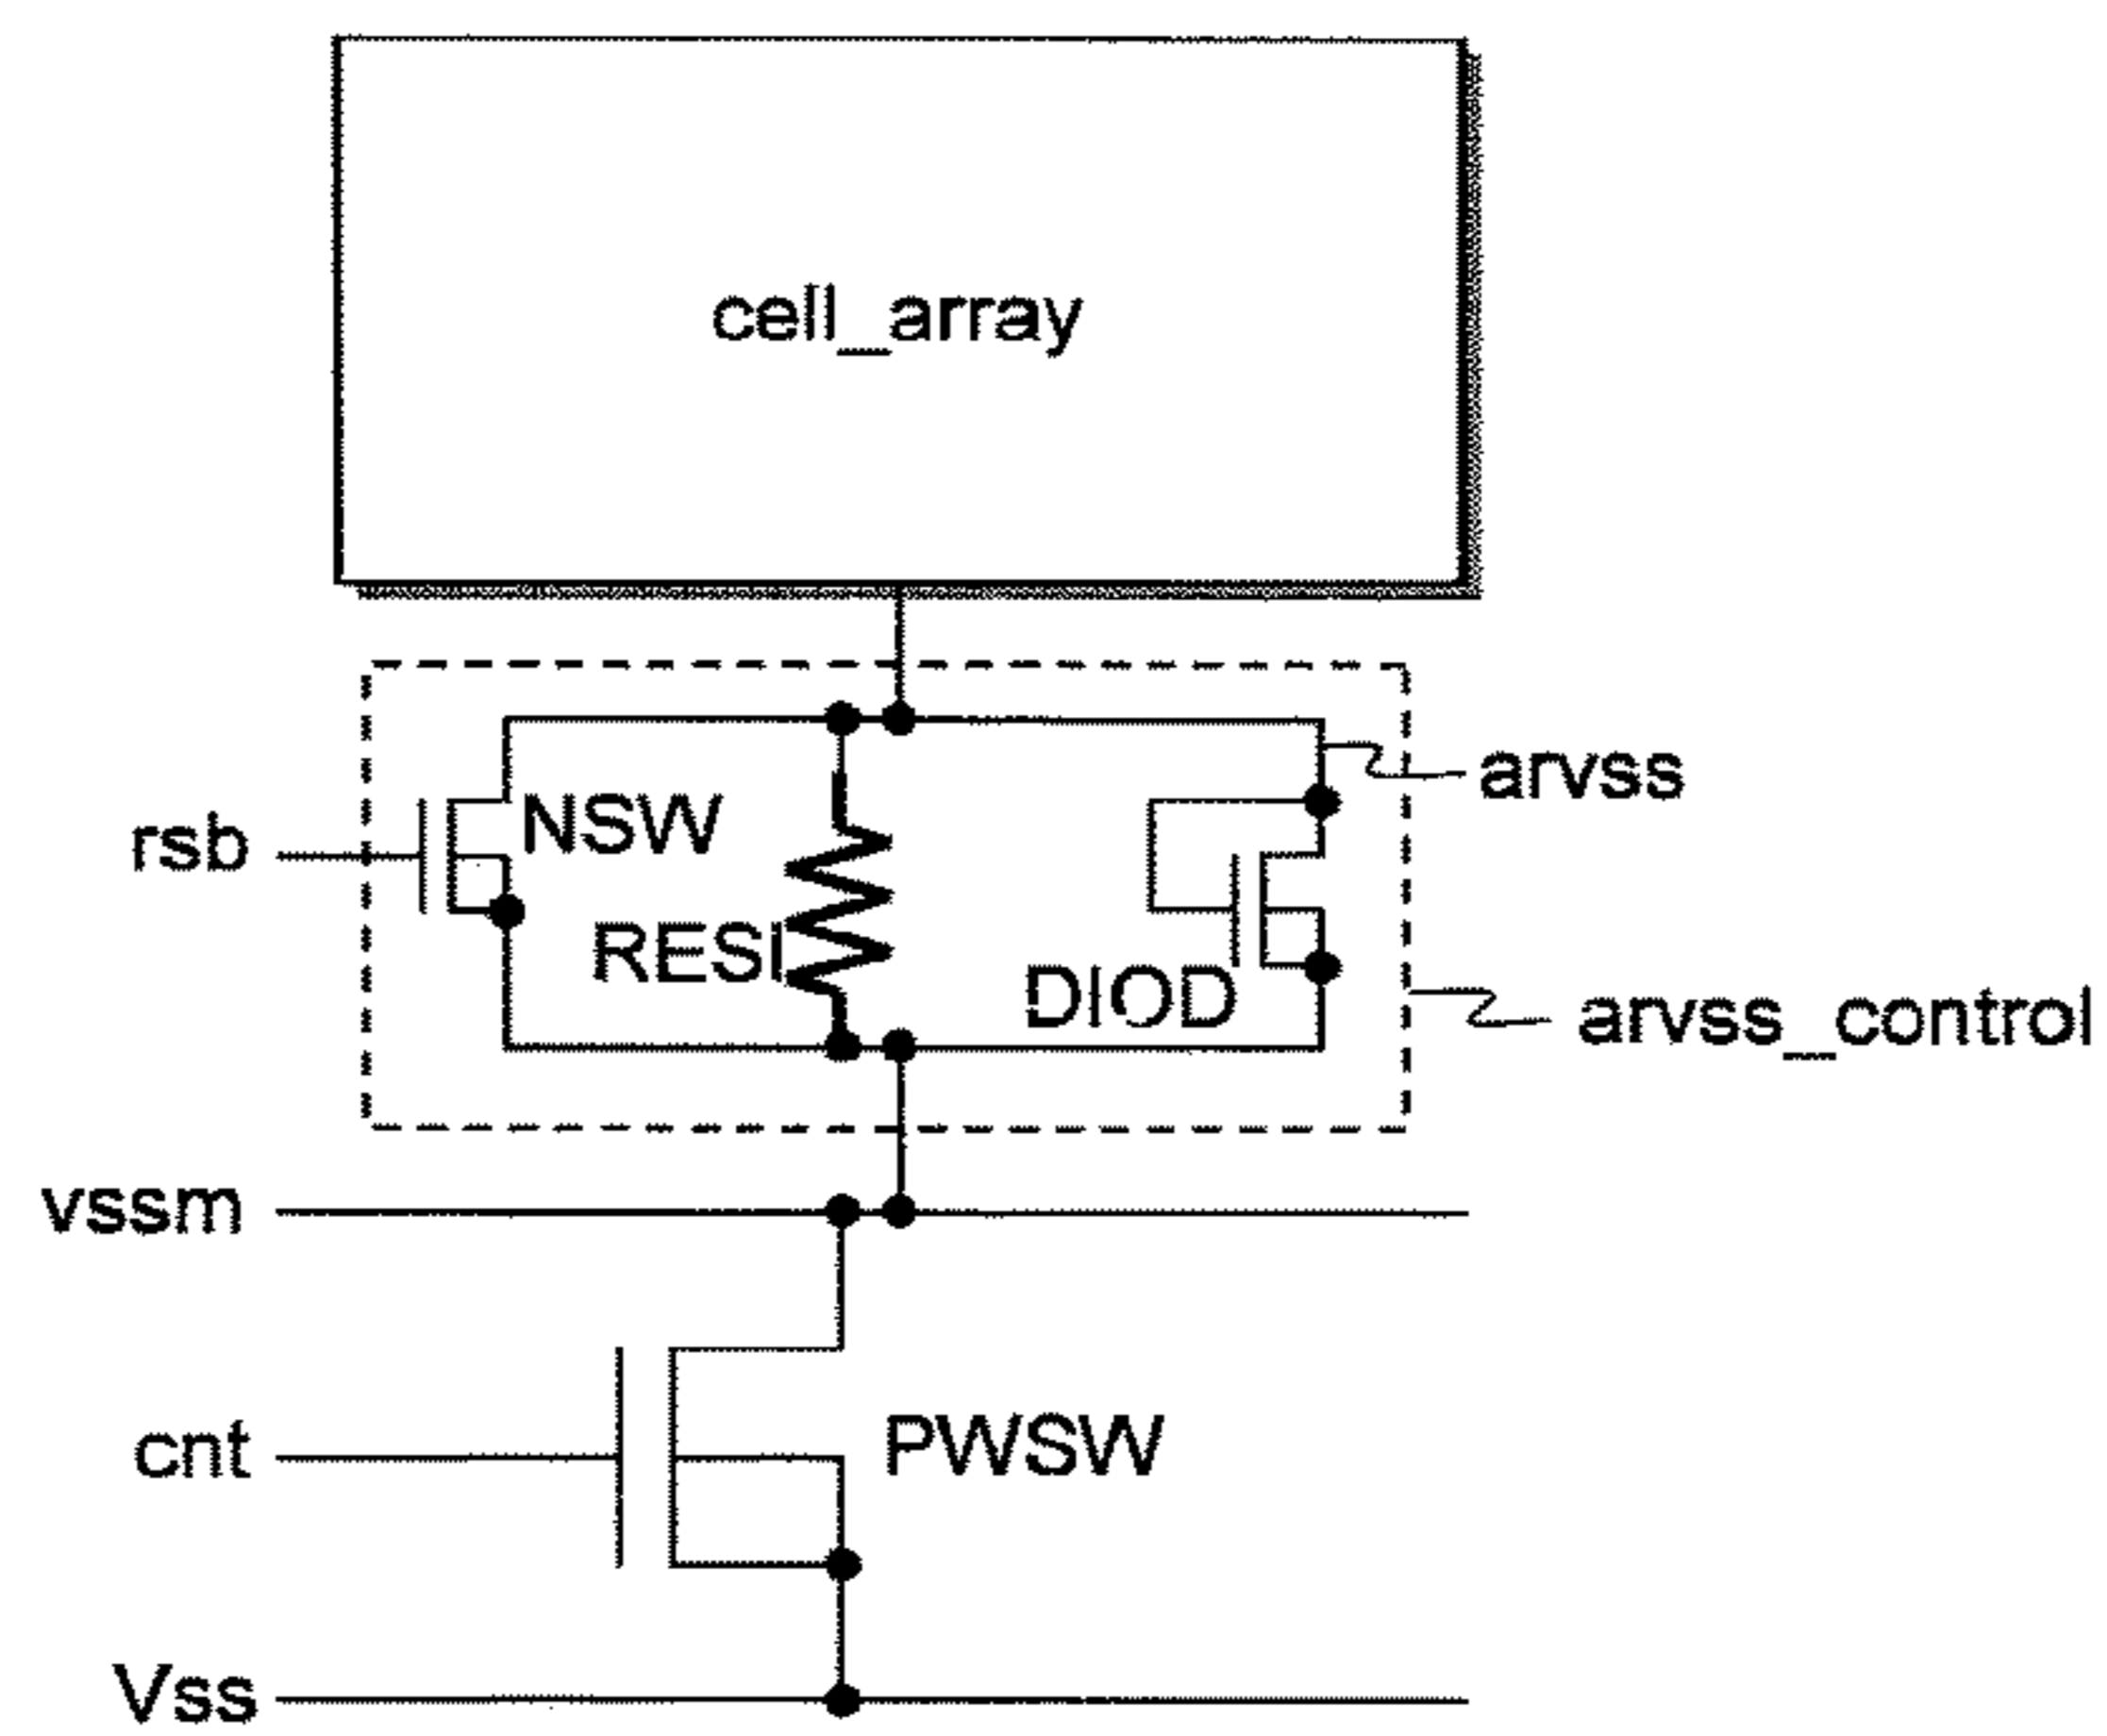 cell_array
arvss
rsb
NSW
RESI
DIOD
arvss_control
vssm
cnt
PWSW
Vss